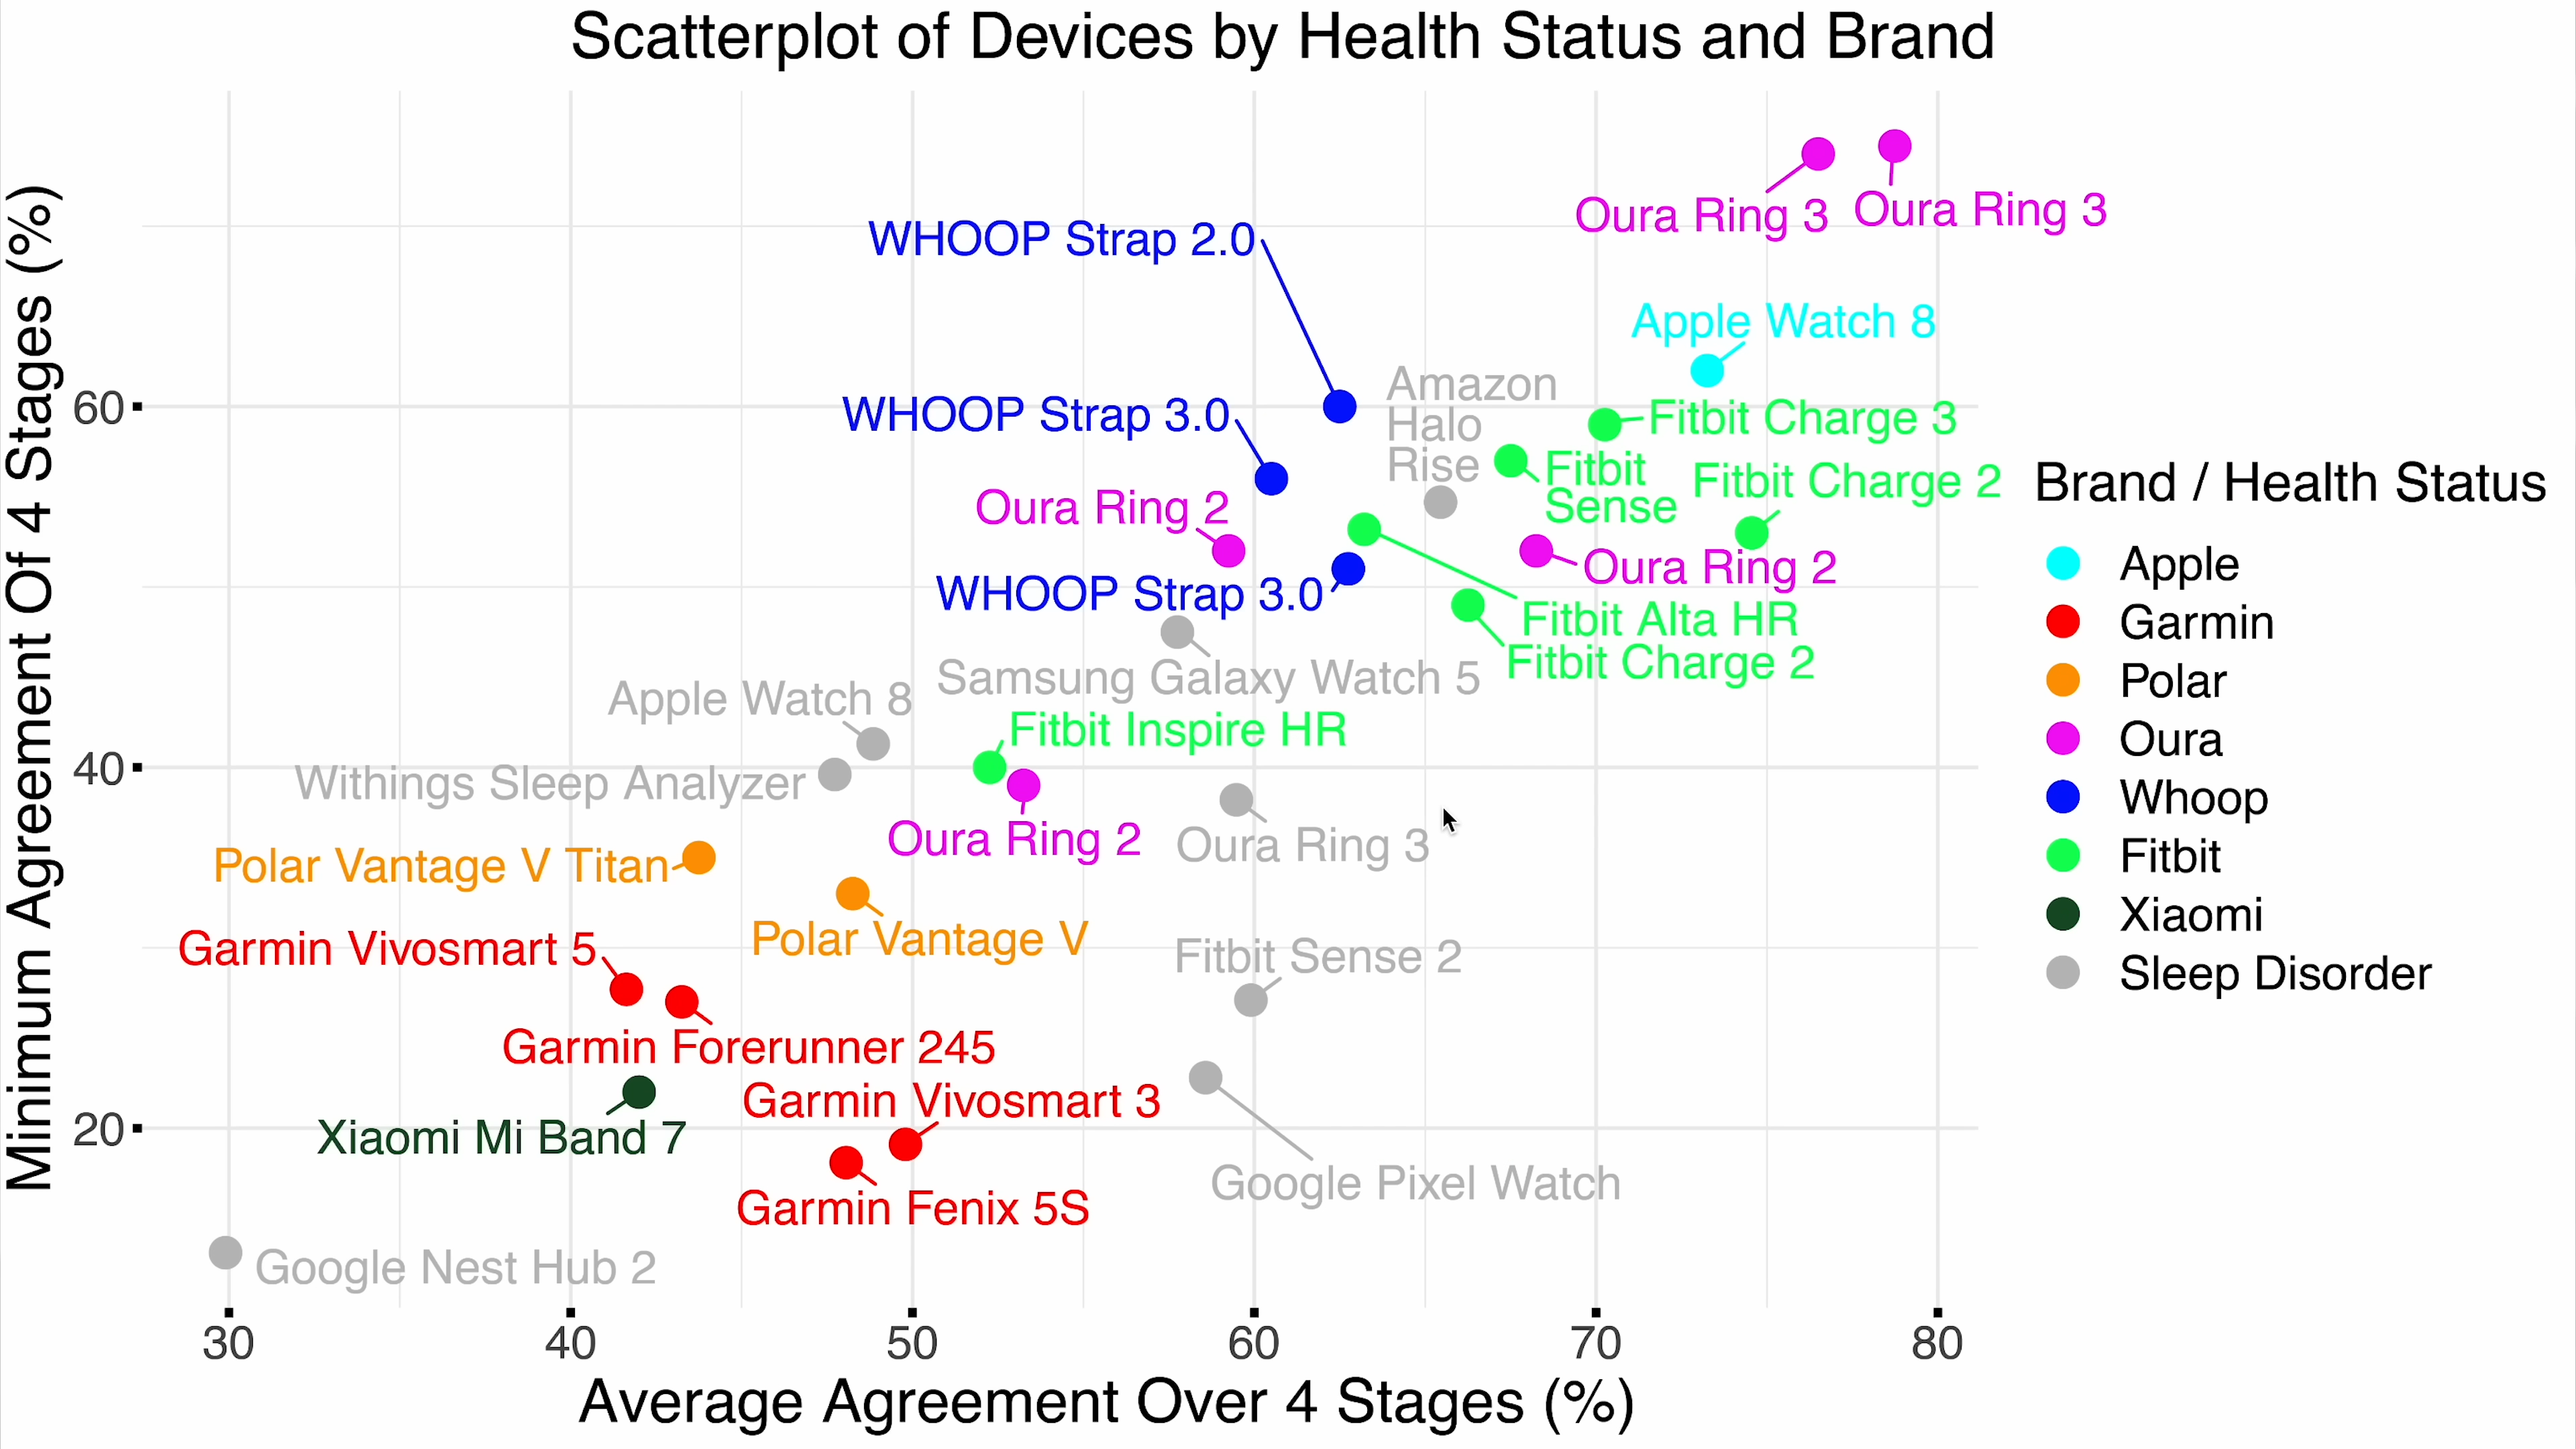 Scatterplot of Devices by Health Status and Brand
Minimum Agreement Of 4 Stages (%)
60
40
20
Oura Ring 3
Oura Ring 3
WHOOP Strap 2.0
Apple Watch 8
Amazon
Halo
Rise
WHOOP Strap 3.0
Fitbit Charge 3
Fitbit
Sense
Fitbit Charge 2
Oura Ring 2
Oura Ring 2
WHOOP Strap 3.0
Fitbit Alta HR
Fitbit Charge 2
Samsung Galaxy Watch 5
Apple Watch 8
Fitbit Inspire HR
Withings Sleep Analyzer
Oura Ring 2
Oura Ring 3
Polar Vantage V Titan
Polar Vantage V
Garmin Vivosmart 5
Fitbit Sense 2
Garmin Forerunner 245
Garmin Vivosmart 3
Xiaomi Mi Band 7
Google Pixel Watch
Garmin Fenix 5S
Google Nest Hub 2
30
40
50
60
70
80
Average Agreement Over 4 Stages (%)
Brand / Health Status
Apple
Garmin
Polar
Oura
Whoop
Fitbit
Xiaomi
Sleep Disorder